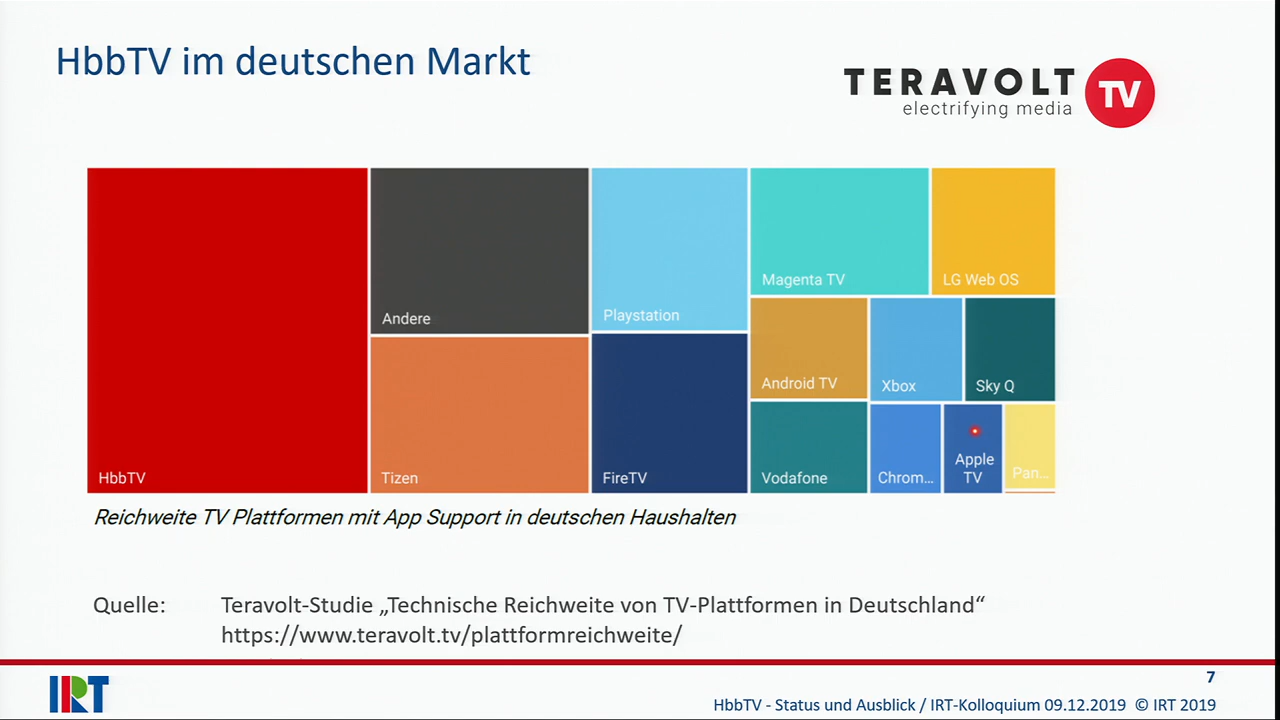 HbbTV im deutschen Markt
TERAVOLT TV
electrifying media
Andere
Playstation
Magenta TV
LG Web OS
Android TV
Xbox
Sky Q
HbbTV
Tizen
FireTV
Vodafone
Chrom...
Apple
TV
Pan...
Reichweite TV Plattformen mit App Support in deutschen Haushalten
Quelle: Teravolt-Studie „Technische Reichweite von TV-Plattformen in Deutschland“
https://www.teravolt.tv/plattformreichweite/
7
IRT
HbbTV - Status und Ausblick / IRT-Kolloquium 09.12.2019 © IRT 2019